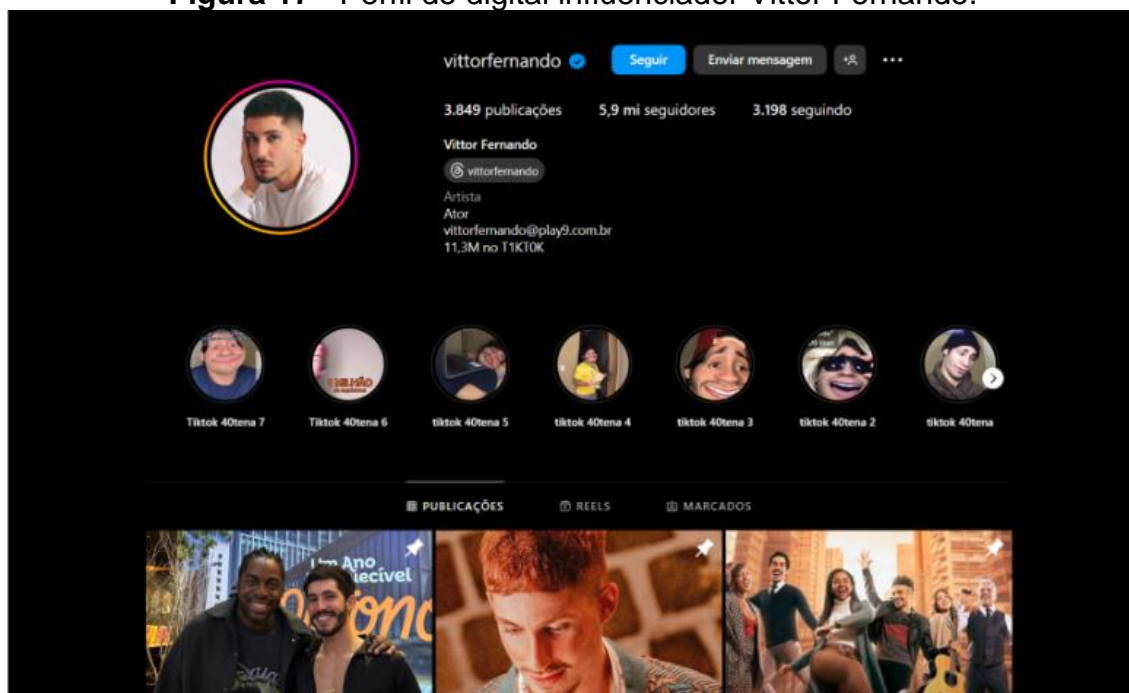 Figura 17 - Perfil do digital influenciador Vittor Fernando.
vittorfernando Seguir Enviar mensagem
3.849 publicações 5,9 mi seguidores 3.198 seguindo
Vittor Fernando
vittorfernando
Artista
Ator
vittorfernando@play9.com.br
11,3M no T1KT0K
MILHÃO
Tiktok 40tena 7 Tiktok 40tena 6 tiktok 40tena 5 tiktok 40tena 4 tiktok 40tena 3 tiktok 40tena 2 tiktok 40tena
PUBLICAÇÕES REELS MARCADOS
Um Ano